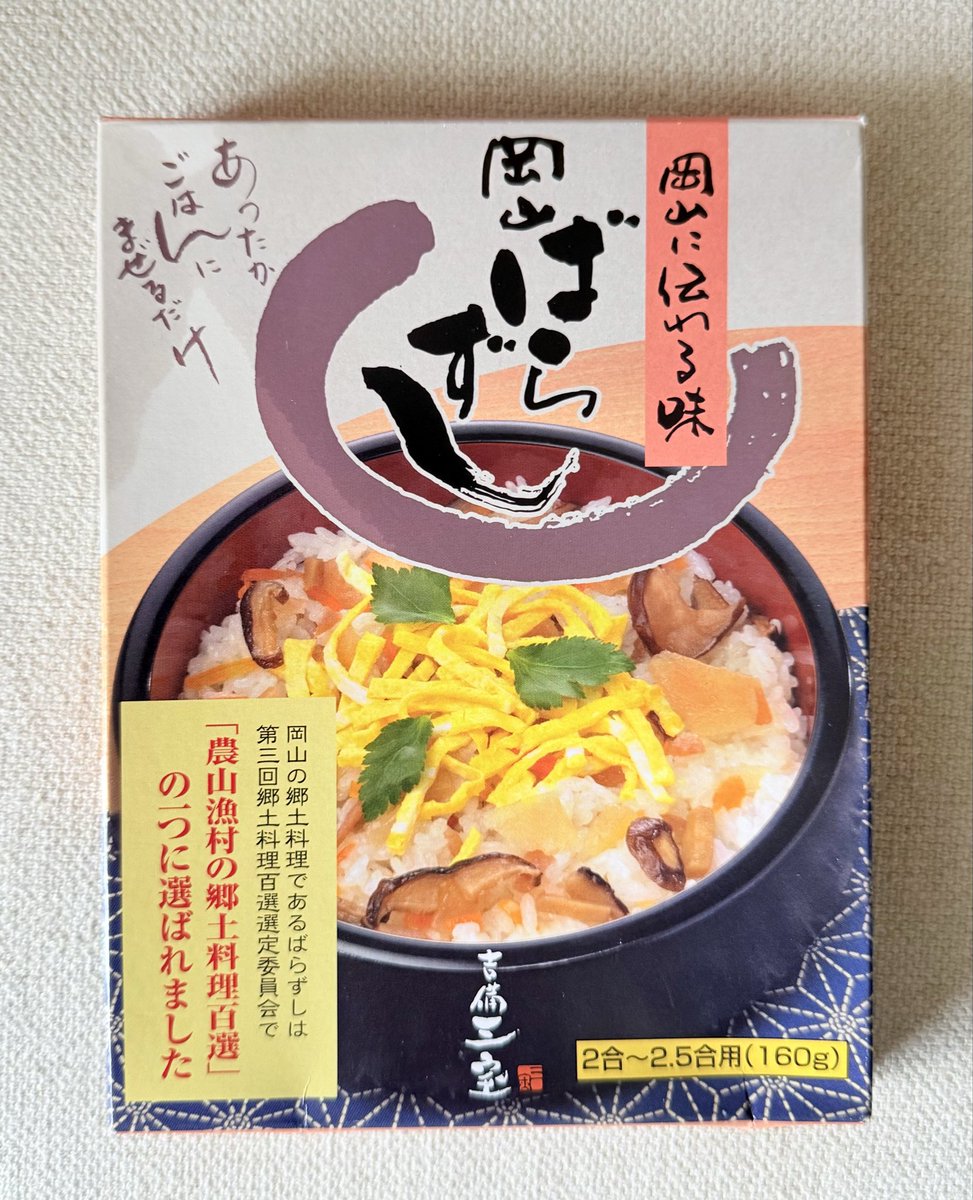 岡山に伝わる味
岡山
ばら
ずし
あったか
ごはんに
まぜるだけ
岡山の郷土料理であるばらずしは
第三回郷土料理百選選定委員会で
「農山漁村の郷土料理百選」
の一つに選ばれました
吉備三宝
2合～2.5合用(160g)